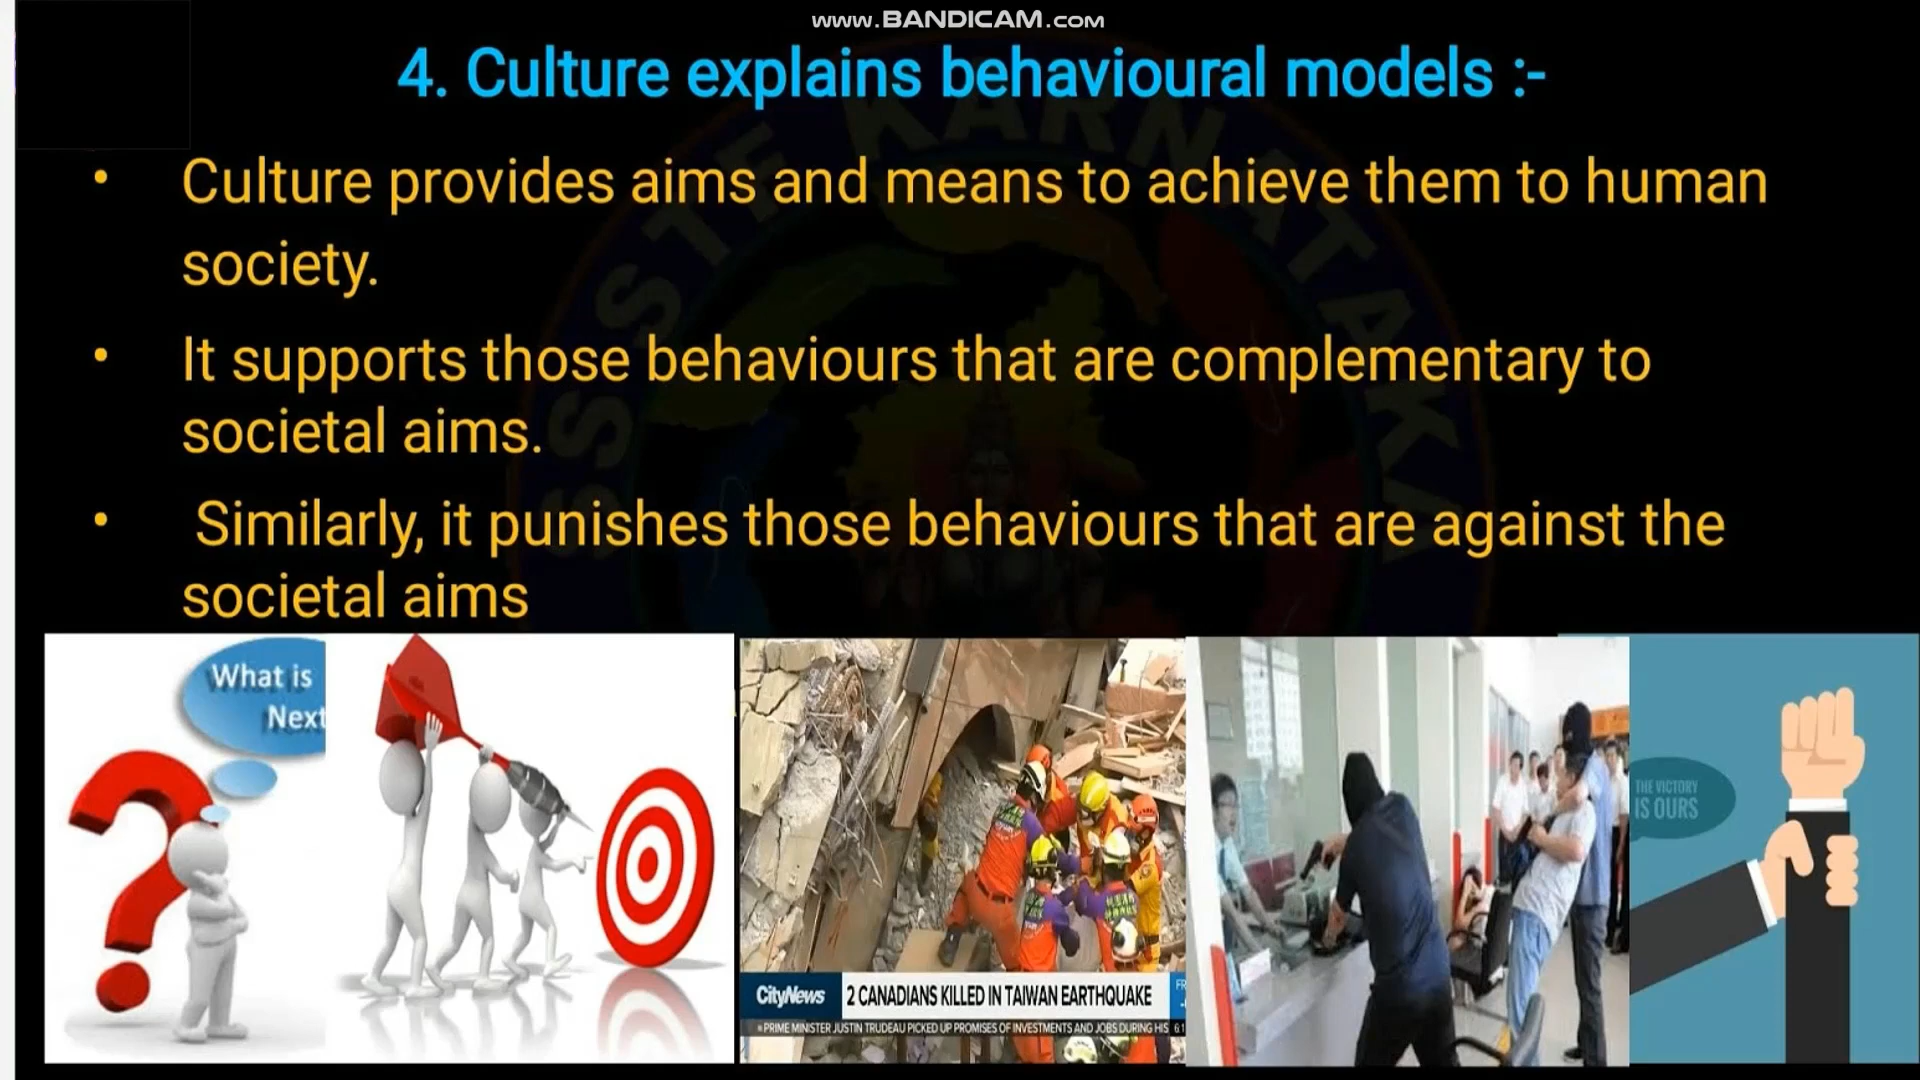 www.BANDICAM.com
4. Culture explains behavioural models :-
• Culture provides aims and means to achieve them to human
society.
• It supports those behaviours that are complementary to
societal aims.
• Similarly, it punishes those behaviours that are against the
societal aims
SSSTE KARNATAKA
What is
Next
?
THE VICTORY
IS OURS
CityNews
2 CANADIANS KILLED IN TAIWAN EARTHQUAKE
PRIME MINISTER JUSTIN TRUDEAU PICKED UP PROMISES OF INVESTMENTS AND JOBS DURING HIS